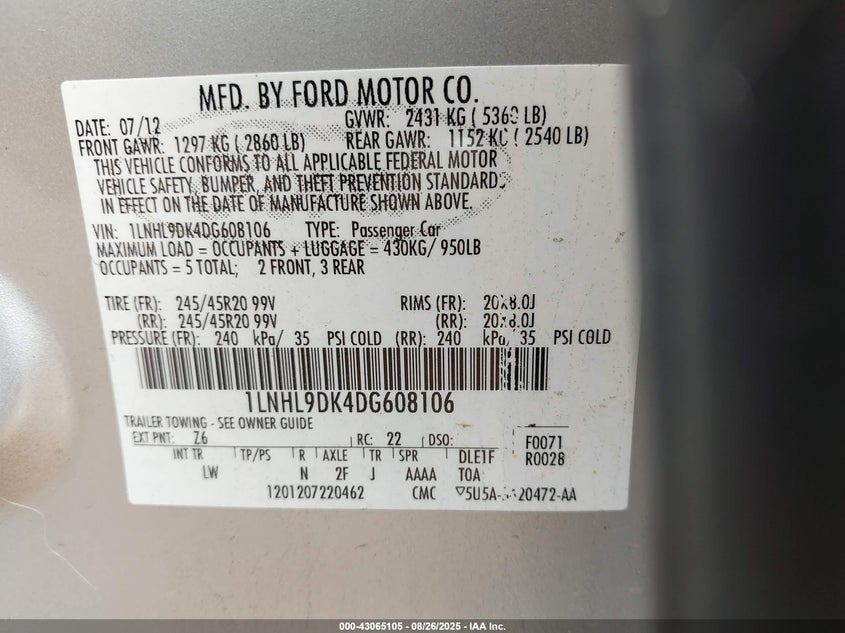 MFD. BY FORD MOTOR CO.
DATE: 07/12 GVWR: 2431 KG ( 5360 LB)
FRONT GAWR: 1297 KG ( 2860 LB) REAR GAWR: 1152 KG ( 2540 LB)
THIS VEHICLE CONFORMS TO ALL APPLICABLE FEDERAL MOTOR
VEHICLE SAFETY, BUMPER, AND THEFT PREVENTION STANDARDS
IN EFFECT ON THE DATE OF MANUFACTURE SHOWN ABOVE.
VIN: 1LNHL9DK4DG608106 TYPE: Passenger Car
MAXIMUM LOAD = OCCUPANTS + LUGGAGE = 430KG/ 950LB
OCCUPANTS = 5 TOTAL; 2 FRONT, 3 REAR
TIRE (FR): 245/45R20 99V RIMS (FR): 20X8.0J
(RR): 245/45R20 99V (RR): 20X8.0J
PRESSURE (FR): 240 kPa/ 35 PSI COLD (RR): 240 kPa/ 35 PSI COLD
1LNHL9DK4DG608106
TRAILER TOWING - SEE OWNER GUIDE
EXT PNT: Z6 RC: 22 DSO: F0071
INT TR TP/PS R AXLE TR SPR DLE1F R002B
LW N 2F J AAAA TOA
1201207220462 CMC
000-43065105 - 08/26/2025 - IAA Inc.